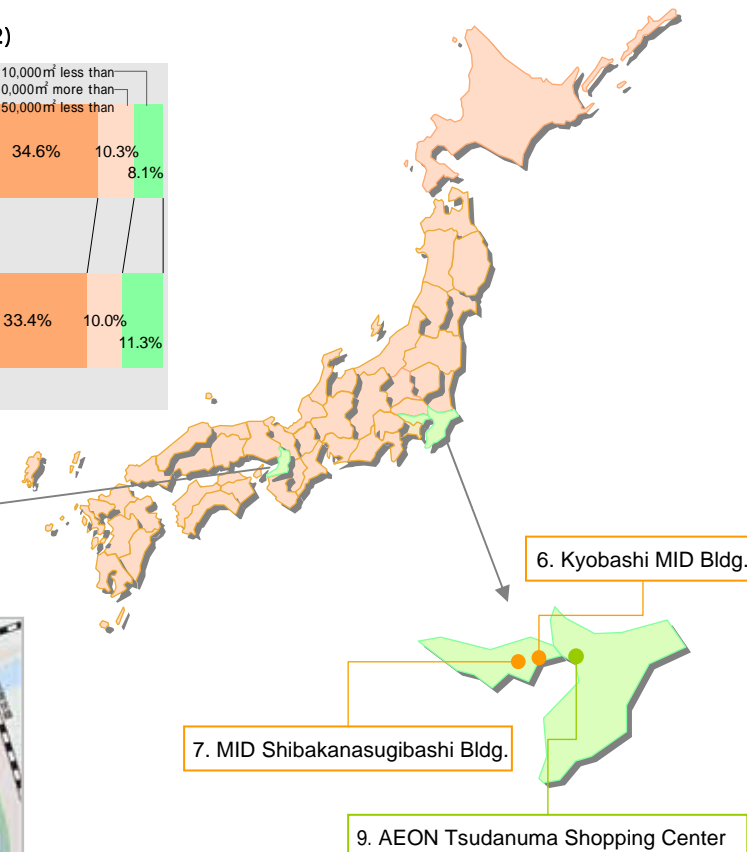 2)
10,000㎡ less than
0,000㎡ more than
50,000㎡ less than
34.6%
10.3%
8.1%
33.4%
10.0%
11.3%
6. Kyobashi MID Bldg.
7. MID Shibakanasugibashi Bldg.
9. AEON Tsudanuma Shopping Center